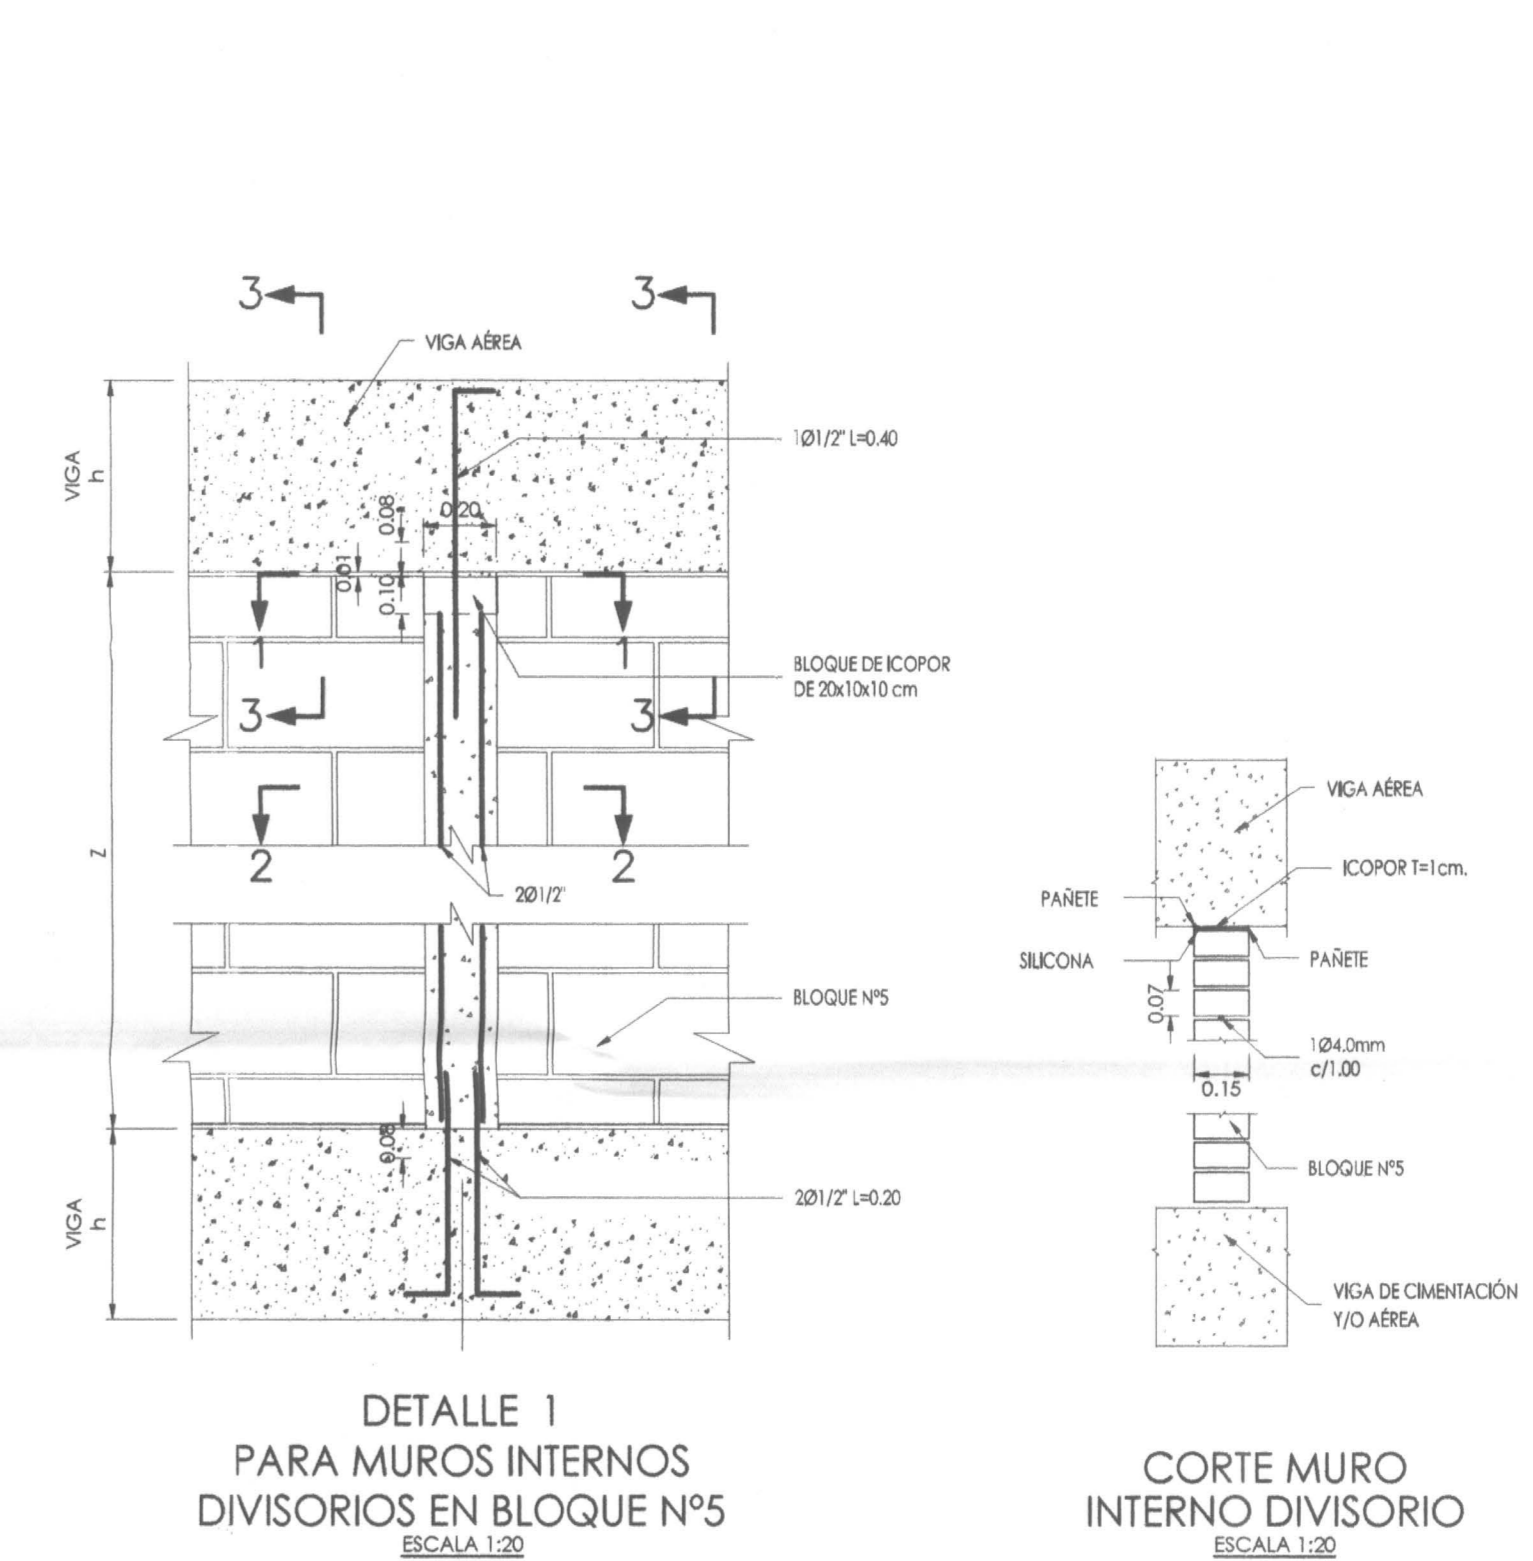 3
3
VIGA AÉREA
VIGA
h
1Ø1/2" L=0.40
0.08
0.20
0.01
0.10
1
1
BLOQUE DE ICOPOR
DE 20x10x10 cm
3
3
2
2
Z
2Ø1/2"
BLOQUE Nº5
0.08
2Ø1/2" L=0.20
VIGA
h
DETALLE 1
PARA MUROS INTERNOS
DIVISORIOS EN BLOQUE Nº5
ESCALA 1:20
VIGA AÉREA
ICOPOR T=1cm.
PAÑETE
SILICONA
PAÑETE
0.07
1Ø4.0mm
c/1.00
0.15
BLOQUE Nº5
VIGA DE CIMENTACIÓN
Y/O AÉREA
CORTE MURO
INTERNO DIVISORIO
ESCALA 1:20